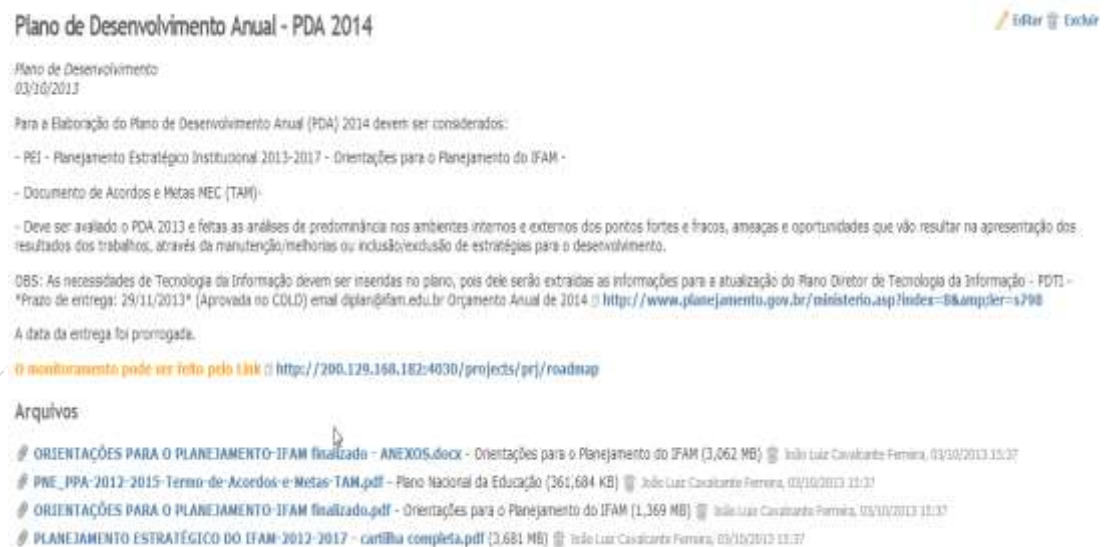 Plano de Desenvolvimento Anual - PDA 2014
Editar Excluir
Plano de Desenvolvimento
03/10/2013
Para a Elaboração do Plano de Desenvolvimento Anual (PDA) 2014 devem ser considerados:
- PEI - Planejamento Estratégico Institucional 2013-2017 - Orientações para o Planejamento do IFAM -
- Documento de Acordos e Metas MEC (TAM)-
- Deve ser avaliado o PDA 2013 e feitas as análises de predominância nos ambientes internos e externos dos pontos fortes e fracos, ameaças e oportunidades que vão resultar na apresentação dos
resultados dos trabalhos, através da manutenção/melhorias ou inclusão/exclusão de estratégias para o desenvolvimento.
OBS: As necessidades de Tecnologia da Informação devem ser inseridas no plano, pois dele serão extraídas as informações para a atualização do Plano Diretor de Tecnologia da Informação - PDTI -
*Prazo de entrega: 29/11/2013* (Aprovada no COLD) email diplan@ifam.edu.br Orçamento Anual de 2014 http://www.planejamento.gov.br/ministerio.asp?index=8&amp;ler=s798
A data da entrega foi prorrogada.
O monitoramento pode ser feito pelo Link http://200.129.168.182:4030/projects/prj/roadmap
Arquivos
ORIENTAÇÕES PARA O PLANEJAMENTO-IFAM finalizado - ANEXOS.docx - Orientações para o Planejamento do IFAM (3,062 MB) João Luiz Cavalcante Ferreira, 03/10/2013 15:37
PNE_PPA-2012-2015-Termo-de-Acordos-e-Metas-TAM.pdf - Plano Nacional da Educação (361,684 KB) João Luiz Cavalcante Ferreira, 03/10/2013 15:37
ORIENTAÇÕES PARA O PLANEJAMENTO-IFAM finalizado.pdf - Orientações para o Planejamento do IFAM (1,369 MB) João Luiz Cavalcante Ferreira, 03/10/2013 15:37
PLANEJAMENTO ESTRATÉGICO DO IFAM-2012-2017 - cartilha completa.pdf (3,681 MB) João Luiz Cavalcante Ferreira, 03/10/2013 15:37